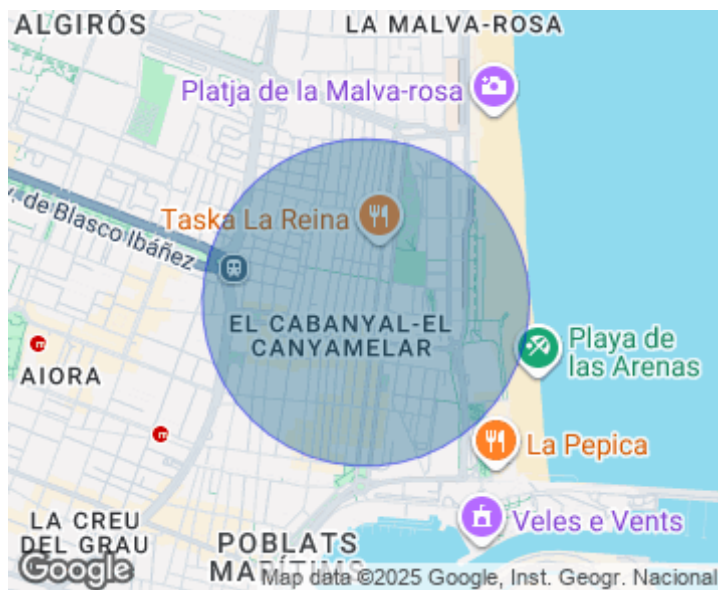 ALGIRÓS
LA MALVA-ROSA
Platja de la Malva-rosa
v. de Blasco Ibáñez
Taska La Reina
EL CABANYAL-EL
CANYAMELAR
Playa de
las Arenas
AIORA
La Pepica
LA CREU
DEL GRAU
POBLATS
MARÍTIMS
Veles e Vents
Google
Map data ©2025 Google, Inst. Geogr. Nacional